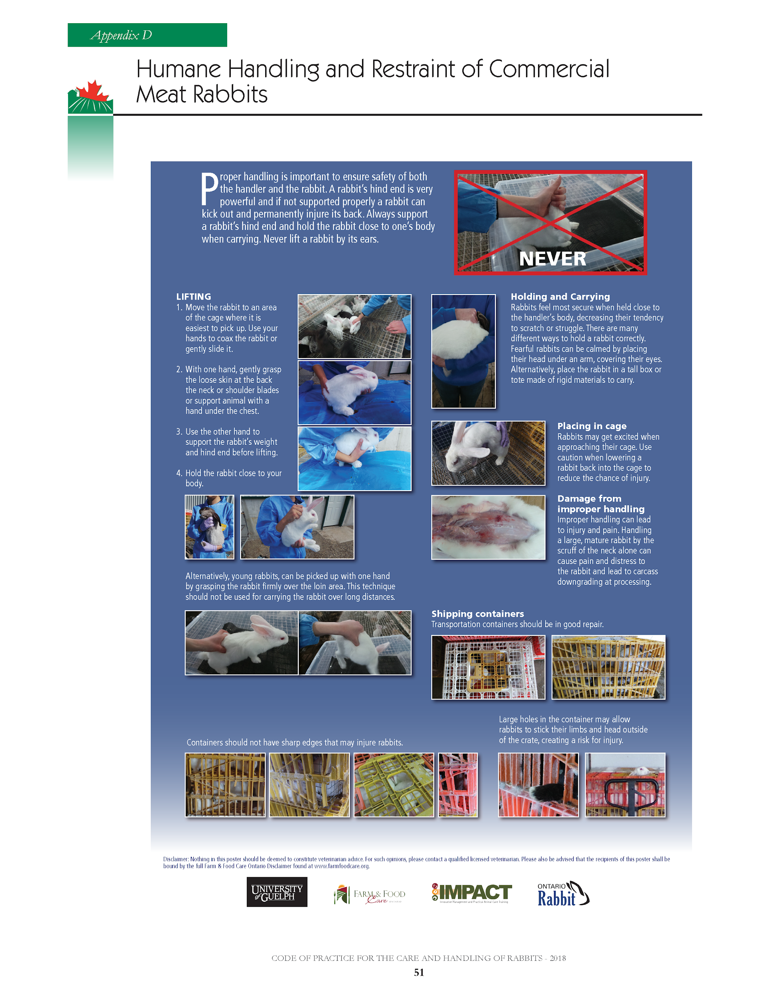 Appendix D
Humane Handling and Restraint of Commercial
Meat Rabbits
Proper handling is important to ensure safety of both
the handler and the rabbit. A rabbit's hind end is very
powerful and if not supported properly a rabbit can
kick out and permanently injure its back. Always support
a rabbit's hind end and hold the rabbit close to one's body
when carrying. Never lift a rabbit by its ears.
NEVER
LIFTING
1. Move the rabbit to an area
of the cage where it is
easiest to pick up. Use your
hands to coax the rabbit or
gently slide it.
2. With one hand, gently grasp
the loose skin at the back
the neck or shoulder blades
or support animal with a
hand under the chest.
3. Use the other hand to
support the rabbit's weight
and hind end before lifting.
4. Hold the rabbit close to your
body.
Alternatively, young rabbits, can be picked up with one hand
by grasping the rabbit firmly over the loin area. This technique
should not be used for carrying the rabbit over long distances.
Holding and Carrying
Rabbits feel most secure when held close to
the handler's body, decreasing their tendency
to scratch or struggle. There are many
different ways to hold a rabbit correctly.
Fearful rabbits can be calmed by placing
their head under an arm, covering their eyes.
Alternatively, place the rabbit in a tall box or
tote made of rigid materials to carry.
Placing in cage
Rabbits may get excited when
approaching their cage. Use
caution when lowering a
rabbit back into the cage to
reduce the chance of injury.
Damage from
improper handling
Improper handling can lead
to injury and pain. Handling
a large, mature rabbit by the
scruff of the neck alone can
cause pain and distress to
the rabbit and lead to carcass
downgrading at processing.
Shipping containers
Transportation containers should be in good repair.
Containers should not have sharp edges that may injure rabbits.
Large holes in the container may allow
rabbits to stick their limbs and head outside
of the crate, creating a risk for injury.
Disclaimer: Nothing in this poster should be deemed to constitute veterinarian advice. For such opinions, please contact a qualified licensed veterinarian. Please also be advised that the recipients of this poster shall be
bound by the full Farm & Food Care Ontario Disclaimer found at www.farmfoodcare.org.
UNIVERSITY
of GUELPH
FARM & FOOD
Care ONTARIO
IMPACT
Innovative Management and Practical Animal Care Training
ONTARIO
Rabbit
CODE OF PRACTICE FOR THE CARE AND HANDLING OF RABBITS - 2018
51